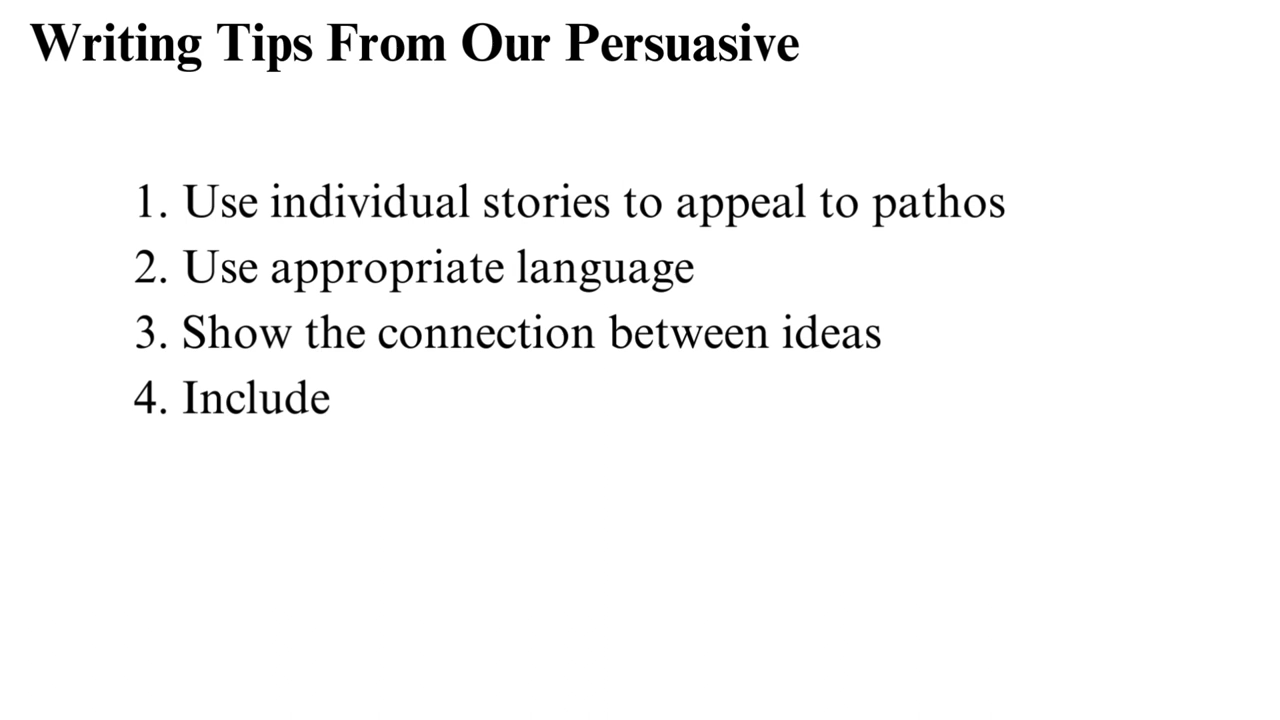 Writing Tips From Our Persuasive
1. Use individual stories to appeal to pathos
2. Use appropriate language
3. Show the connection between ideas
4. Include